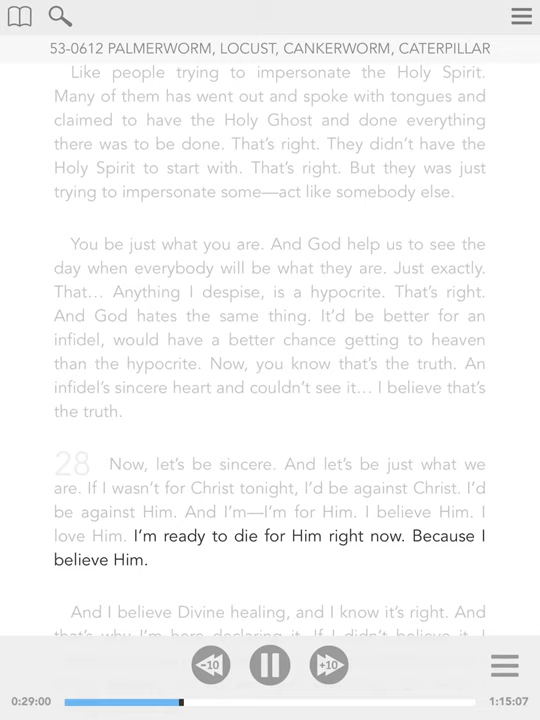 53-0612 PALMERWORM, LOCUST, CANKERWORM, CATERPILLAR
Like people trying to impersonate the Holy Spirit.
Many of them has went out and spoke with tongues and
claimed to have the Holy Ghost and done everything
there was to be done. That’s right. They didn’t have the
Holy Spirit to start with. That’s right. But they was just
trying to impersonate some—act like somebody else.
You be just what you are. And God help us to see the
day when everybody will be what they are. Just exactly.
That… Anything I despise, is a hypocrite. That’s right.
And God hates the same thing. It’d be better for an
infidel, would have a better chance getting to heaven
than the hypocrite. Now, you know that’s the truth. An
infidel’s sincere heart and couldn’t see it… I believe that’s
the truth.
28 Now, let’s be sincere. And let’s be just what we
are. If I wasn’t for Christ tonight, I’d be against Christ. I’d
be against Him. And I’m—I’m for Him. I believe Him. I
love Him. I’m ready to die for Him right now. Because I
believe Him.
And I believe Divine healing, and I know it’s right. And
that’s why I’m here declaring it. If I didn’t believe it, I
-10 +10
0:29:00 1:15:07